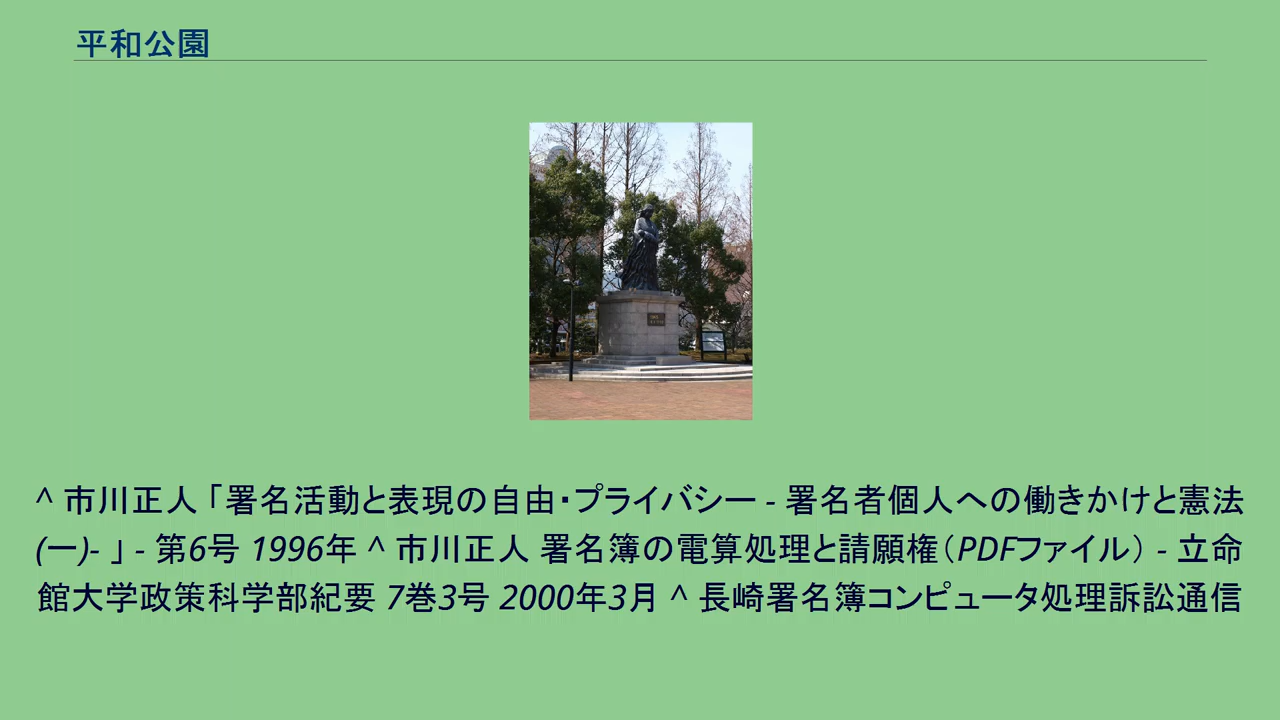 平和公園
^ 市川正人 「署名活動と表現の自由・プライバシー - 署名者個人への働きかけと憲法
(一)- 」 - 第6号 1996年 ^ 市川正人 署名簿の電算処理と請願権（PDFファイル） - 立命
館大学政策科学部紀要 7巻3号 2000年3月 ^ 長崎署名簿コンピュータ処理訴訟通信